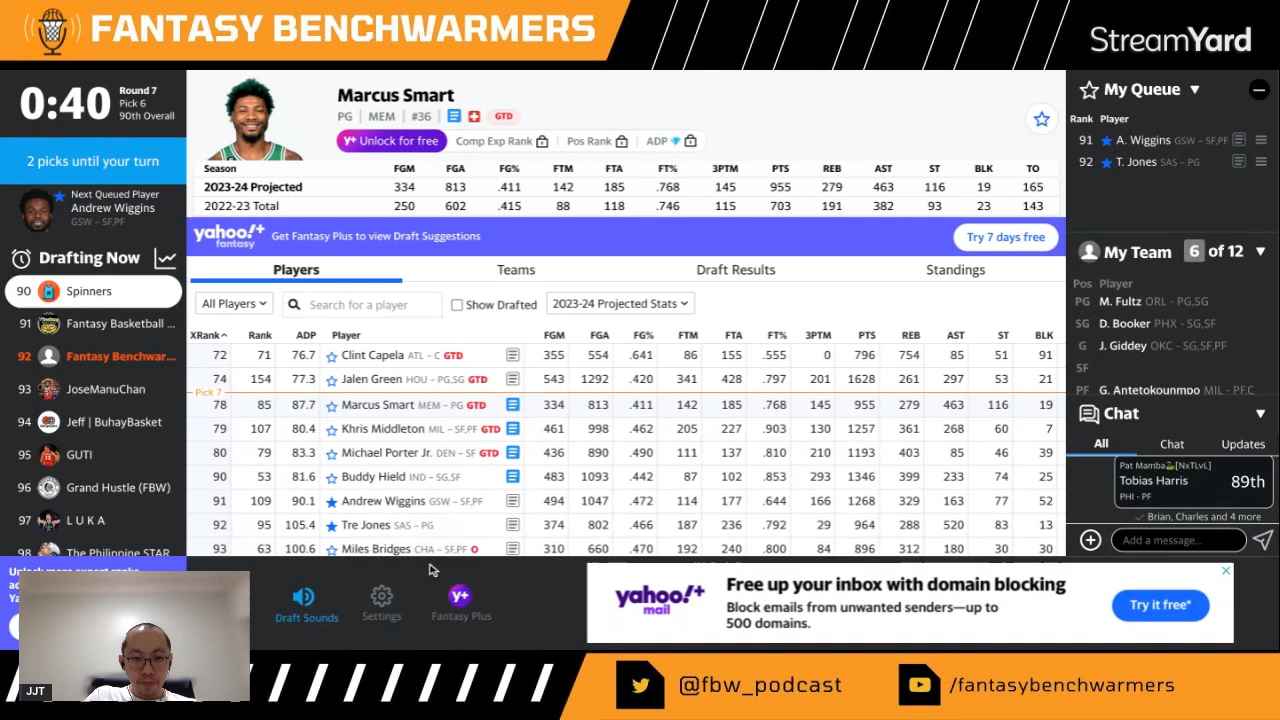 FANTASY BENCHWARMERS
StreamYard
0:40
Round 7
Pick 6
90th Overall
2 picks until your turn
Next Queued Player
Andrew Wiggins
GSW – SF,PF
Drafting Now
90 Spinners
91 Fantasy Basketball ...
92 Fantasy Benchwar...
93 JoseManuChan
94 Jeff | BuhayBasket
95 GUTI
96 Grand Hustle (FBW)
97 L U K A
98 The Philippine STAR
Marcus Smart
PG | MEM | #36 GTD
Y+ Unlock for free Comp Exp Rank Pos Rank ADP
Season FGM FGA FG% FTM FTA FT% 3PTM PTS REB AST ST BLK TO
2023-24 Projected 334 813 .411 142 185 .768 145 955 279 463 116 19 165
2022-23 Total 250 602 .415 88 118 .746 115 703 191 382 93 23 143
yahoo!+ fantasy Get Fantasy Plus to view Draft Suggestions Try 7 days free
Players Teams Draft Results Standings
All Players Search for a player Show Drafted 2023-24 Projected Stats
XRank Rank ADP Player FGM FGA FG% FTM FTA FT% 3PTM PTS REB AST ST BLK
72 71 76.7 Clint Capela ATL – C GTD 355 554 .641 86 155 .555 0 796 754 85 51 91
74 154 77.3 Jalen Green HOU – PG,SG GTD 543 1292 .420 341 428 .797 201 1628 261 297 53 21
Pick 7
78 85 87.7 Marcus Smart MEM – PG GTD 334 813 .411 142 185 .768 145 955 279 463 116 19
79 107 80.4 Khris Middleton MIL – SF,PF GTD 461 998 .462 205 227 .903 130 1257 361 268 60 7
80 79 83.3 Michael Porter Jr. DEN – SF GTD 436 890 .490 111 137 .810 210 1193 403 85 46 39
90 53 81.6 Buddy Hield IND – SG,SF 483 1093 .442 87 102 .853 293 1346 399 233 74 25
91 109 90.1 Andrew Wiggins GSW – SF,PF 494 1047 .472 114 177 .644 166 1268 329 163 77 52
92 95 105.4 Tre Jones SAS – PG 374 802 .466 187 236 .792 29 964 288 520 83 13
93 63 100.6 Miles Bridges CHA – SF,PF O 310 660 .470 192 240 .800 84 896 312 180 30 30
My Queue
Rank Player
91 A. Wiggins GSW – SF,PF
92 T. Jones SAS – PG
My Team 6 of 12
Pos Player
PG M. Fultz ORL – PG,SG
SG D. Booker PHX – SG,SF
G J. Giddey OKC – SG,SF
SF
PF G. Antetokounmpo MIL – PF,C
Chat
All Chat Updates
Pat Mamba [NxTLvL]
Tobias Harris 89th
PHI - PF
Brian, Charles and 4 more
Add a message...
Draft Sounds Settings Fantasy Plus
yahoo!+ mail
Free up your inbox with domain blocking
Block emails from unwanted senders—up to
500 domains.
Try it free*
JJT
@fbw_podcast
/fantasybenchwarmers